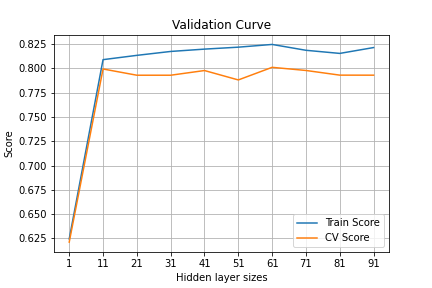 Validation Curve
0.825
0.800
0.775
0.750
0.725
0.700
0.675
0.650
0.625
Score
Train Score
CV Score
1 11 21 31 41 51 61 71 81 91
Hidden layer sizes